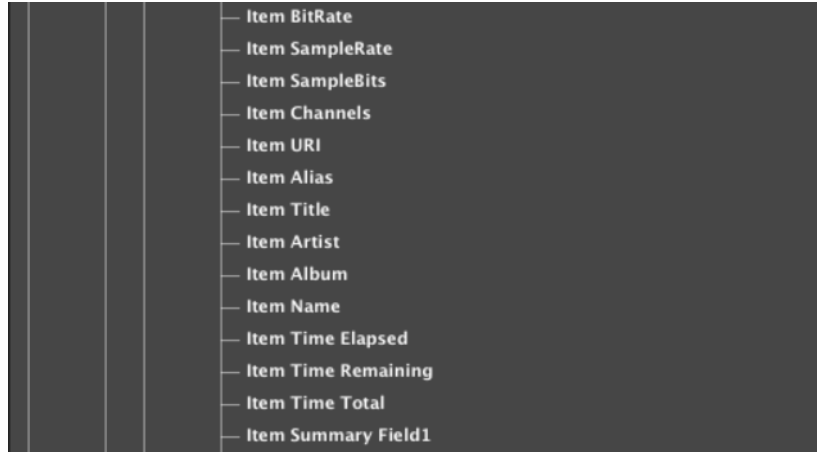 Item BitRate
Item SampleRate
Item SampleBits
Item Channels
Item URI
Item Alias
Item Title
Item Artist
Item Album
Item Name
Item Time Elapsed
Item Time Remaining
Item Time Total
Item Summary Field1